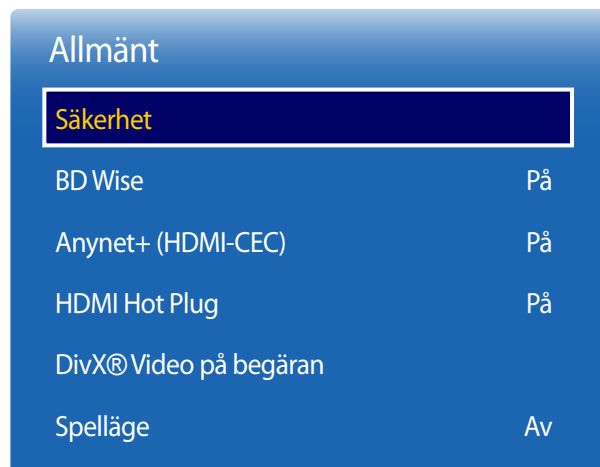 Allmänt
Säkerhet
BD Wise På
Anynet+ (HDMI-CEC) På
HDMI Hot Plug På
DivX® Video på begäran
Spelläge Av